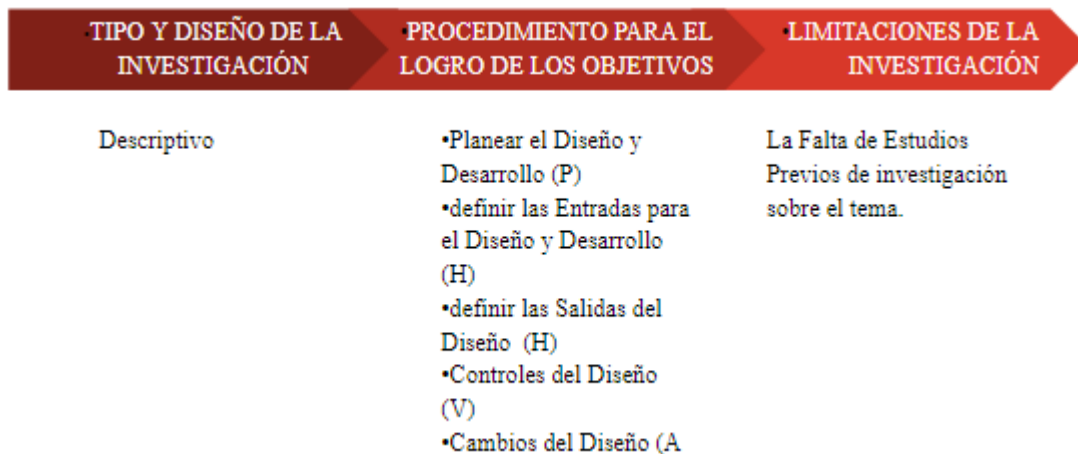 •TIPO Y DISEÑO DE LA
INVESTIGACIÓN
•PROCEDIMIENTO PARA EL
LOGRO DE LOS OBJETIVOS
•LIMITACIONES DE LA
INVESTIGACIÓN
Descriptivo
•Planear el Diseño y
Desarrollo (P)
•definir las Entradas para
el Diseño y Desarrollo
(H)
•definir las Salidas del
Diseño  (H)
•Controles del Diseño
(V)
•Cambios del Diseño (A
La Falta de Estudios
Previos de investigación
sobre el tema.